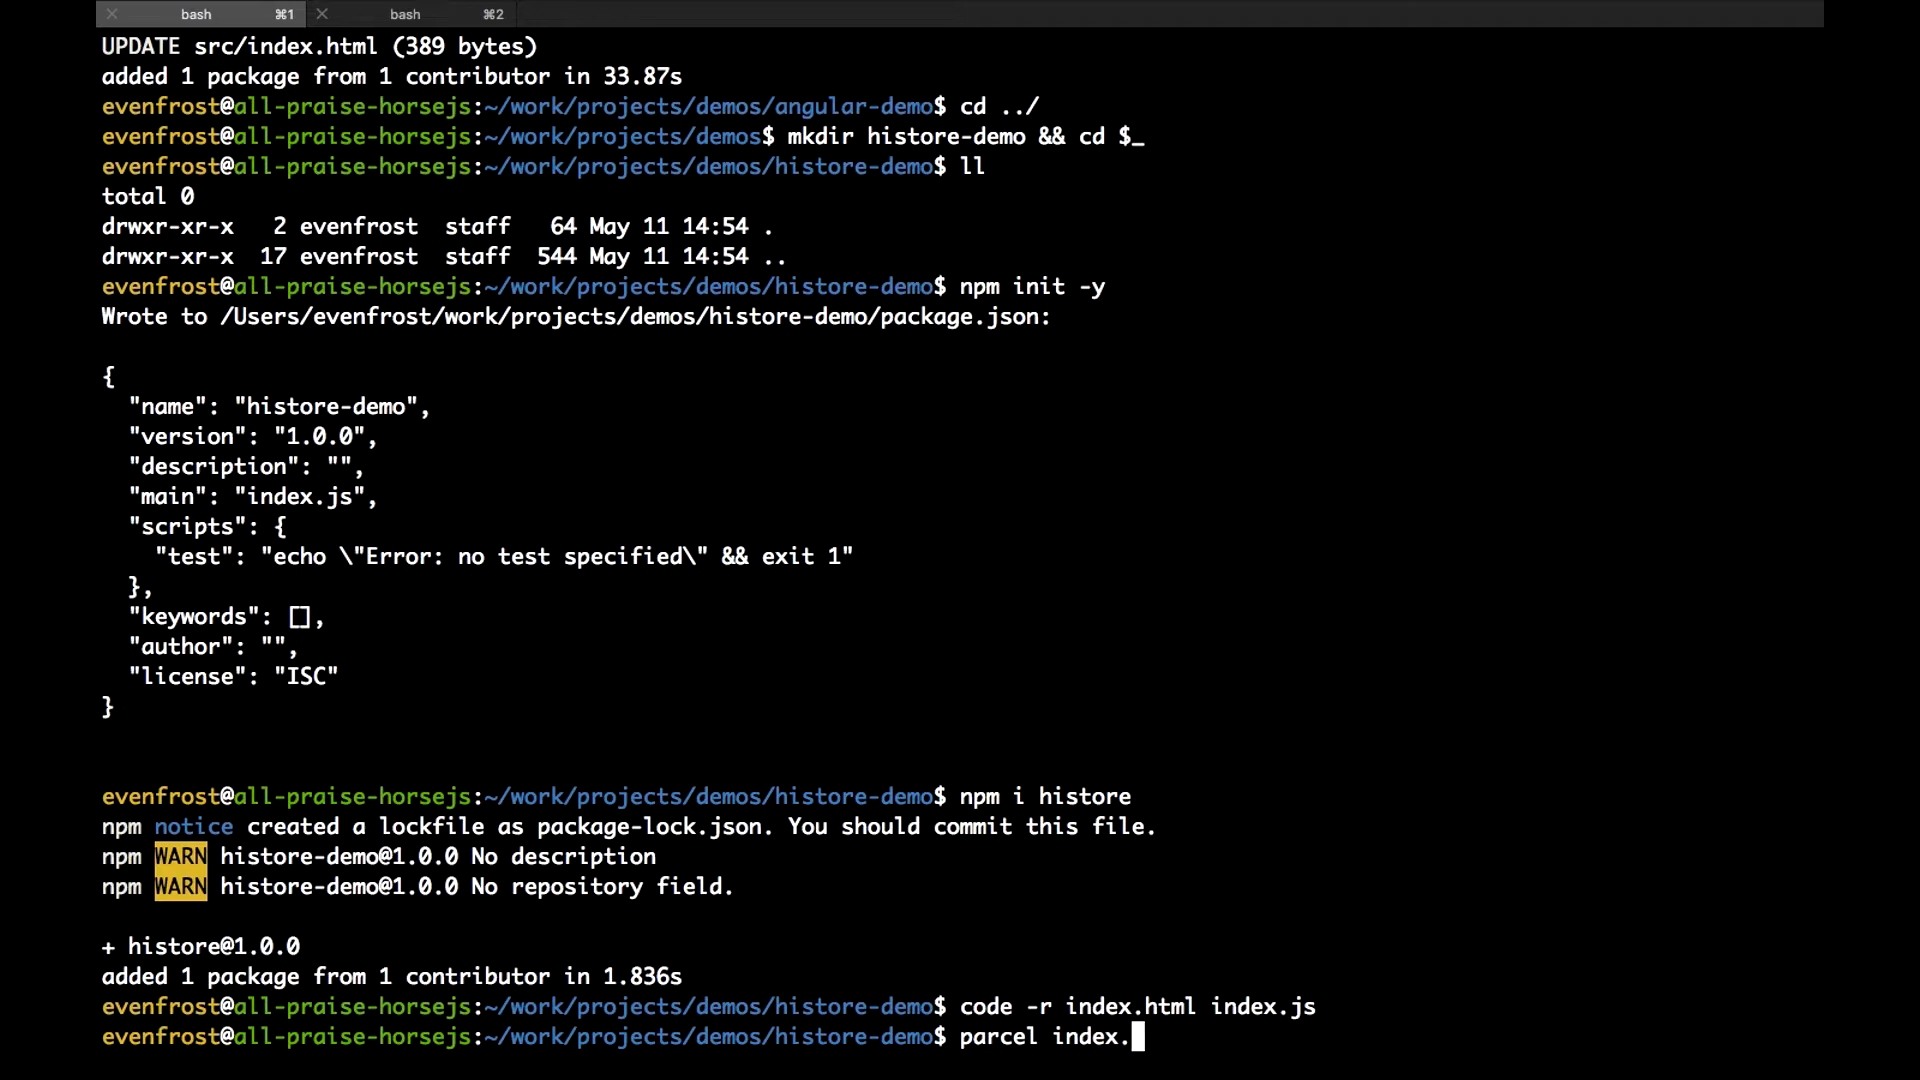 bash ⌘1 bash ⌘2
UPDATE src/index.html (389 bytes)
added 1 package from 1 contributor in 33.87s
evenfrost@all-praise-horsejs:~/work/projects/demos/angular-demo$ cd ../
evenfrost@all-praise-horsejs:~/work/projects/demos$ mkdir histore-demo && cd $_
evenfrost@all-praise-horsejs:~/work/projects/demos/histore-demo$ ll
total 0
drwxr-xr-x   2 evenfrost  staff   64 May 11 14:54 .
drwxr-xr-x  17 evenfrost  staff  544 May 11 14:54 ..
evenfrost@all-praise-horsejs:~/work/projects/demos/histore-demo$ npm init -y
Wrote to /Users/evenfrost/work/projects/demos/histore-demo/package.json:
{
  "name": "histore-demo",
  "version": "1.0.0",
  "description": "",
  "main": "index.js",
  "scripts": {
    "test": "echo \"Error: no test specified\" && exit 1"
  },
  "keywords": [],
  "author": "",
  "license": "ISC"
}
evenfrost@all-praise-horsejs:~/work/projects/demos/histore-demo$ npm i histore
npm notice created a lockfile as package-lock.json. You should commit this file.
npm WARN histore-demo@1.0.0 No description
npm WARN histore-demo@1.0.0 No repository field.
+ histore@1.0.0
added 1 package from 1 contributor in 1.836s
evenfrost@all-praise-horsejs:~/work/projects/demos/histore-demo$ code -r index.html index.js
evenfrost@all-praise-horsejs:~/work/projects/demos/histore-demo$ parcel index.